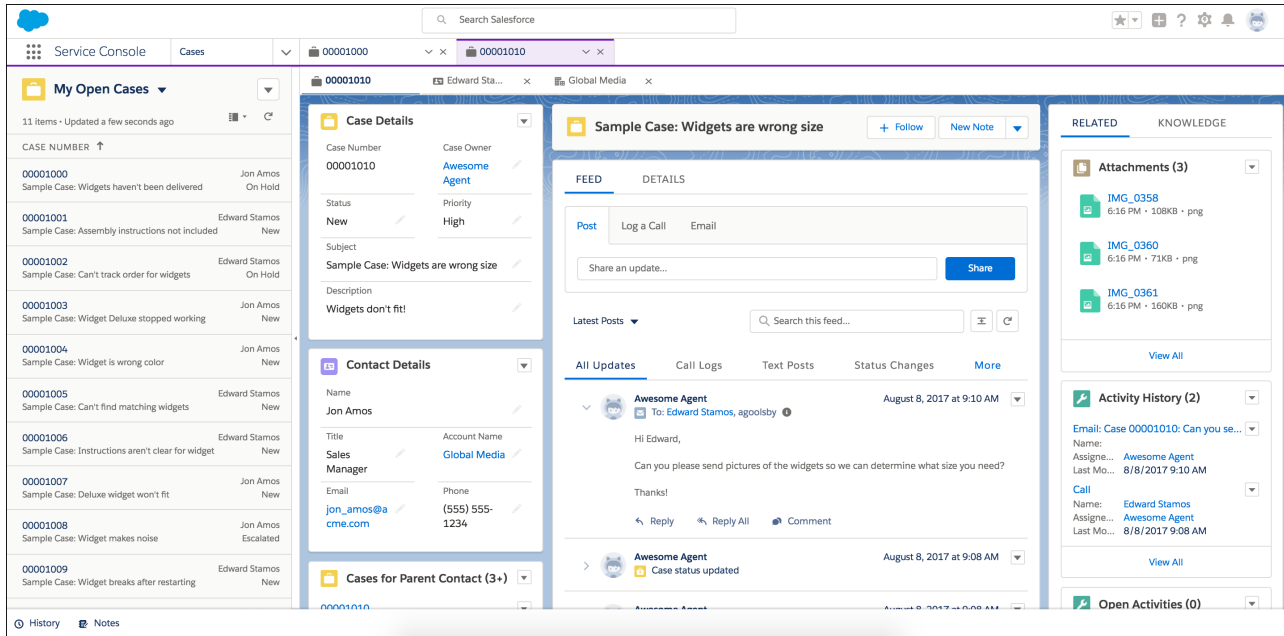 Search Salesforce
Service Console
Cases
00001000
00001010
My Open Cases
11 items • Updated a few seconds ago
CASE NUMBER
00001000 Jon Amos
Sample Case: Widgets haven't been delivered On Hold
00001001 Edward Stamos
Sample Case: Assembly instructions not included New
00001002 Edward Stamos
Sample Case: Can't track order for widgets On Hold
00001003 Jon Amos
Sample Case: Widget Deluxe stopped working New
00001004 Jon Amos
Sample Case: Widget is wrong color New
00001005 Edward Stamos
Sample Case: Can't find matching widgets New
00001006 Edward Stamos
Sample Case: Instructions aren't clear for widget New
00001007 Jon Amos
Sample Case: Deluxe widget won't fit New
00001008 Jon Amos
Sample Case: Widget makes noise Escalated
00001009 Edward Stamos
Sample Case: Widget breaks after restarting New
00001010
Edward Sta...
Global Media
Case Details
Case Number Case Owner
00001010 Awesome
Agent
Status Priority
New High
Subject
Sample Case: Widgets are wrong size
Description
Widgets don't fit!
Contact Details
Name
Jon Amos
Title Account Name
Sales Global Media
Manager
Email Phone
jon_amos@a (555) 555-
cme.com 1234
Cases for Parent Contact (3+)
00001010
Sample Case: Widgets are wrong size
+ Follow
New Note
FEED DETAILS
Post Log a Call Email
Share an update... Share
Latest Posts Search this feed...
All Updates Call Logs Text Posts Status Changes More
Awesome Agent August 8, 2017 at 9:10 AM
To: Edward Stamos, agoolsby
Hi Edward,
Can you please send pictures of the widgets so we can determine what size you need?
Thanks!
Reply Reply All Comment
Awesome Agent August 8, 2017 at 9:08 AM
Case status updated
Awesome Agent August 8, 2017 at 9:08 AM
RELATED KNOWLEDGE
Attachments (3)
IMG_0358
6:16 PM • 108KB • png
IMG_0360
6:16 PM • 71KB • png
IMG_0361
6:16 PM • 160KB • png
View All
Activity History (2)
Email: Case 00001010: Can you se...
Name:
Assigne... Awesome Agent
Last Mo... 8/8/2017 9:10 AM
Call
Name: Edward Stamos
Assigne... Awesome Agent
Last Mo... 8/8/2017 9:08 AM
View All
Open Activities (0)
History Notes